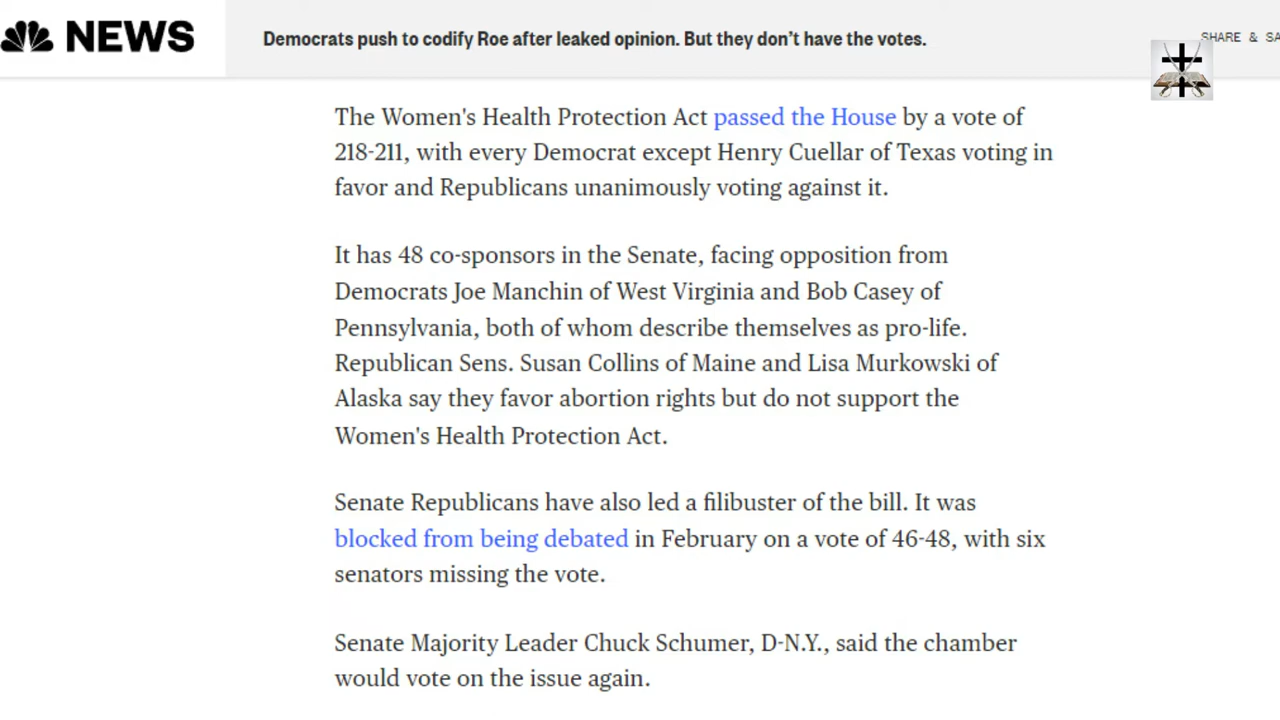 NEWS
Democrats push to codify Roe after leaked opinion. But they don't have the votes.
SHARE & SA
The Women's Health Protection Act passed the House by a vote of
218-211, with every Democrat except Henry Cuellar of Texas voting in
favor and Republicans unanimously voting against it.
It has 48 co-sponsors in the Senate, facing opposition from
Democrats Joe Manchin of West Virginia and Bob Casey of
Pennsylvania, both of whom describe themselves as pro-life.
Republican Sens. Susan Collins of Maine and Lisa Murkowski of
Alaska say they favor abortion rights but do not support the
Women's Health Protection Act.
Senate Republicans have also led a filibuster of the bill. It was
blocked from being debated in February on a vote of 46-48, with six
senators missing the vote.
Senate Majority Leader Chuck Schumer, D-N.Y., said the chamber
would vote on the issue again.